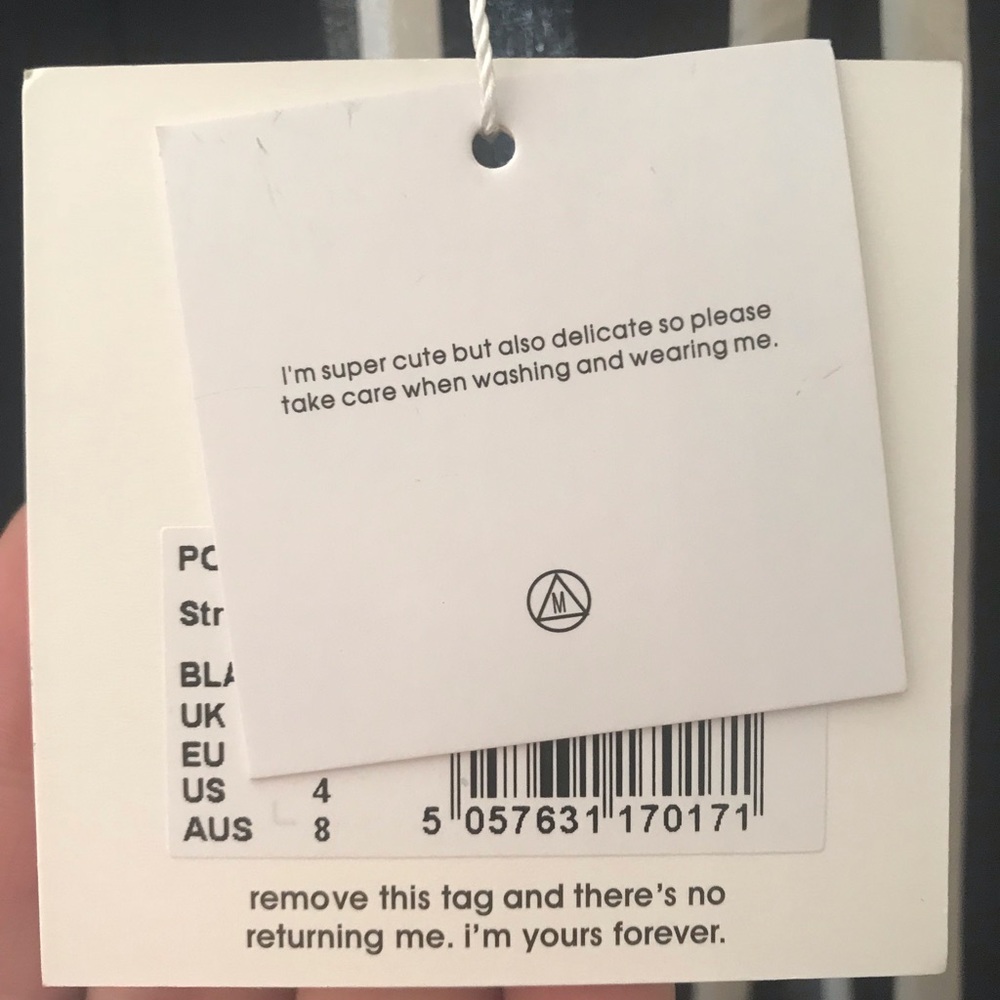 I'm super cute but also delicate so please
take care when washing and wearing me.
M
Str
UK
EU
US 4
AUS 8
5 057631 170171
remove this tag and there's no
returning me. i'm yours forever.